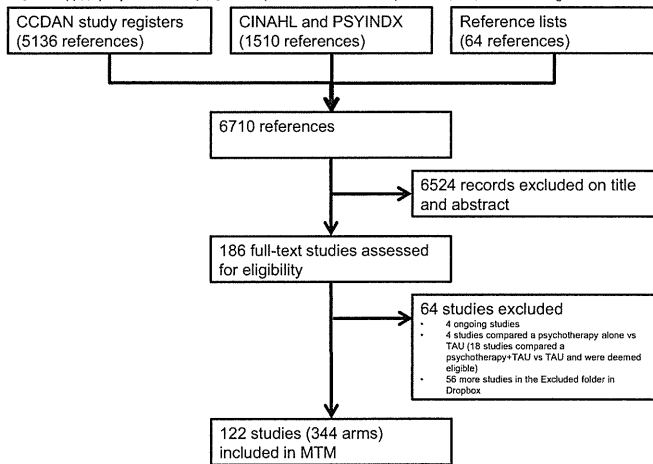 CCDAN study registers
(5136 references)
CINAHL and PSYINDX
(1510 references)
Reference lists
(64 references)
6710 references
6524 records excluded on title
and abstract
186 full-text studies assessed
for eligibility
64 studies excluded
• 4 ongoing studies
• 4 studies compared a psychotherapy alone vs
TAU (18 studies compared a
psychotherapy+TAU vs TAU and were deemed
eligible)
• 56 more studies in the Excluded folder in
Dropbox
122 studies (344 arms)
included in MTM